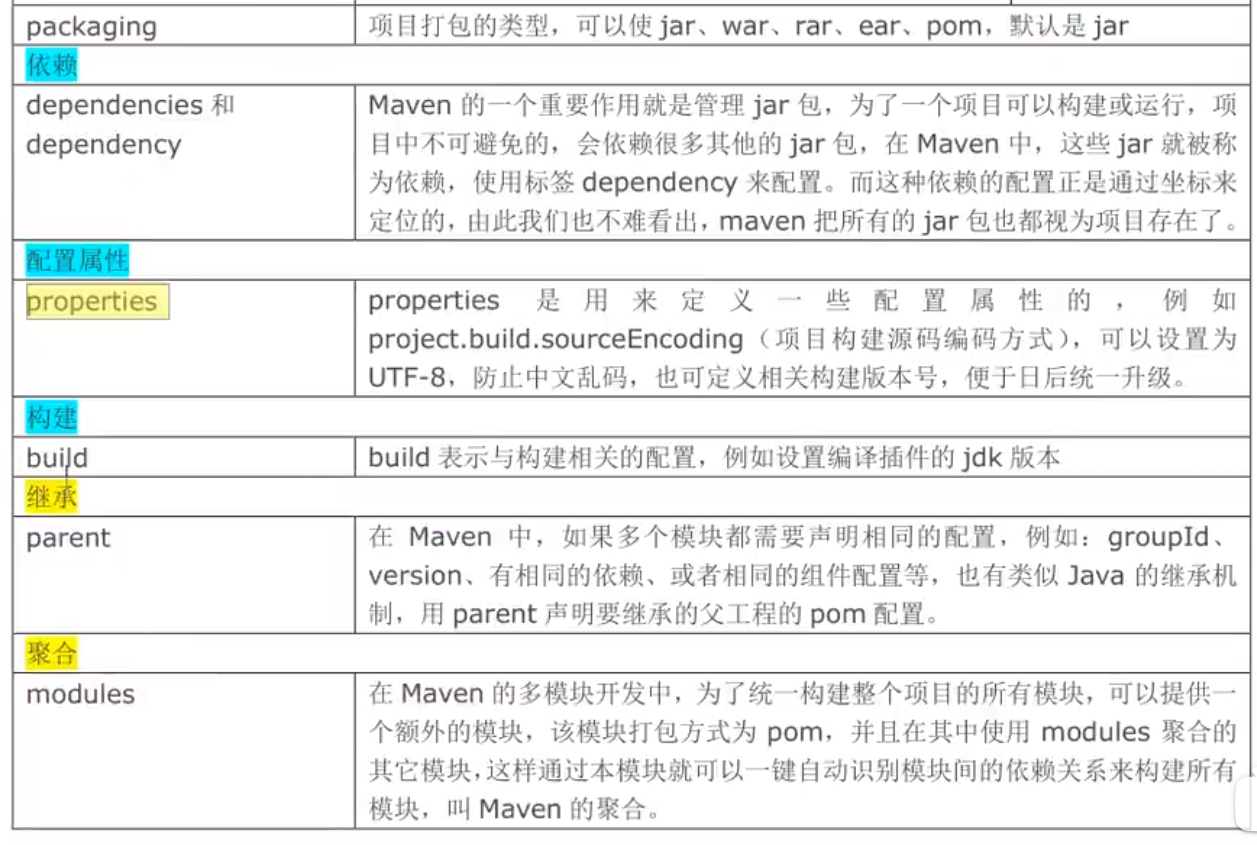 packaging
项目打包的类型，可以使 jar、war、rar、ear、pom，默认是 jar
依赖
dependencies 和
dependency
Maven 的一个重要作用就是管理 jar 包，为了一个项目可以构建或运行，项
目中不可避免的，会依赖很多其他的 jar 包，在 Maven 中，这些 jar 就被称
为依赖，使用标签 dependency 来配置。而这种依赖的配置正是通过坐标来
定位的，由此我们也不难看出，maven 把所有的 jar 包也都视为项目存在了。
配置属性
properties
properties 是用来定义一些配置属性的，例如
project.build.sourceEncoding（项目构建源码编码方式），可以设置为
UTF-8，防止中文乱码，也可定义相关构建版本号，便于日后统一升级。
构建
build
build 表示与构建相关的配置，例如设置编译插件的 jdk 版本
继承
parent
在 Maven 中，如果多个模块都需要声明相同的配置，例如：groupId、
version、有相同的依赖、或者相同的组件配置等，也有类似 Java 的继承机
制，用 parent 声明要继承的父工程的 pom 配置。
聚合
modules
在 Maven 的多模块开发中，为了统一构建整个项目的所有模块，可以提供一
个额外的模块，该模块打包方式为 pom，并且在其中使用 modules 聚合的
其它模块，这样通过本模块就可以一键自动识别模块间的依赖关系来构建所有
模块，叫 Maven 的聚合。